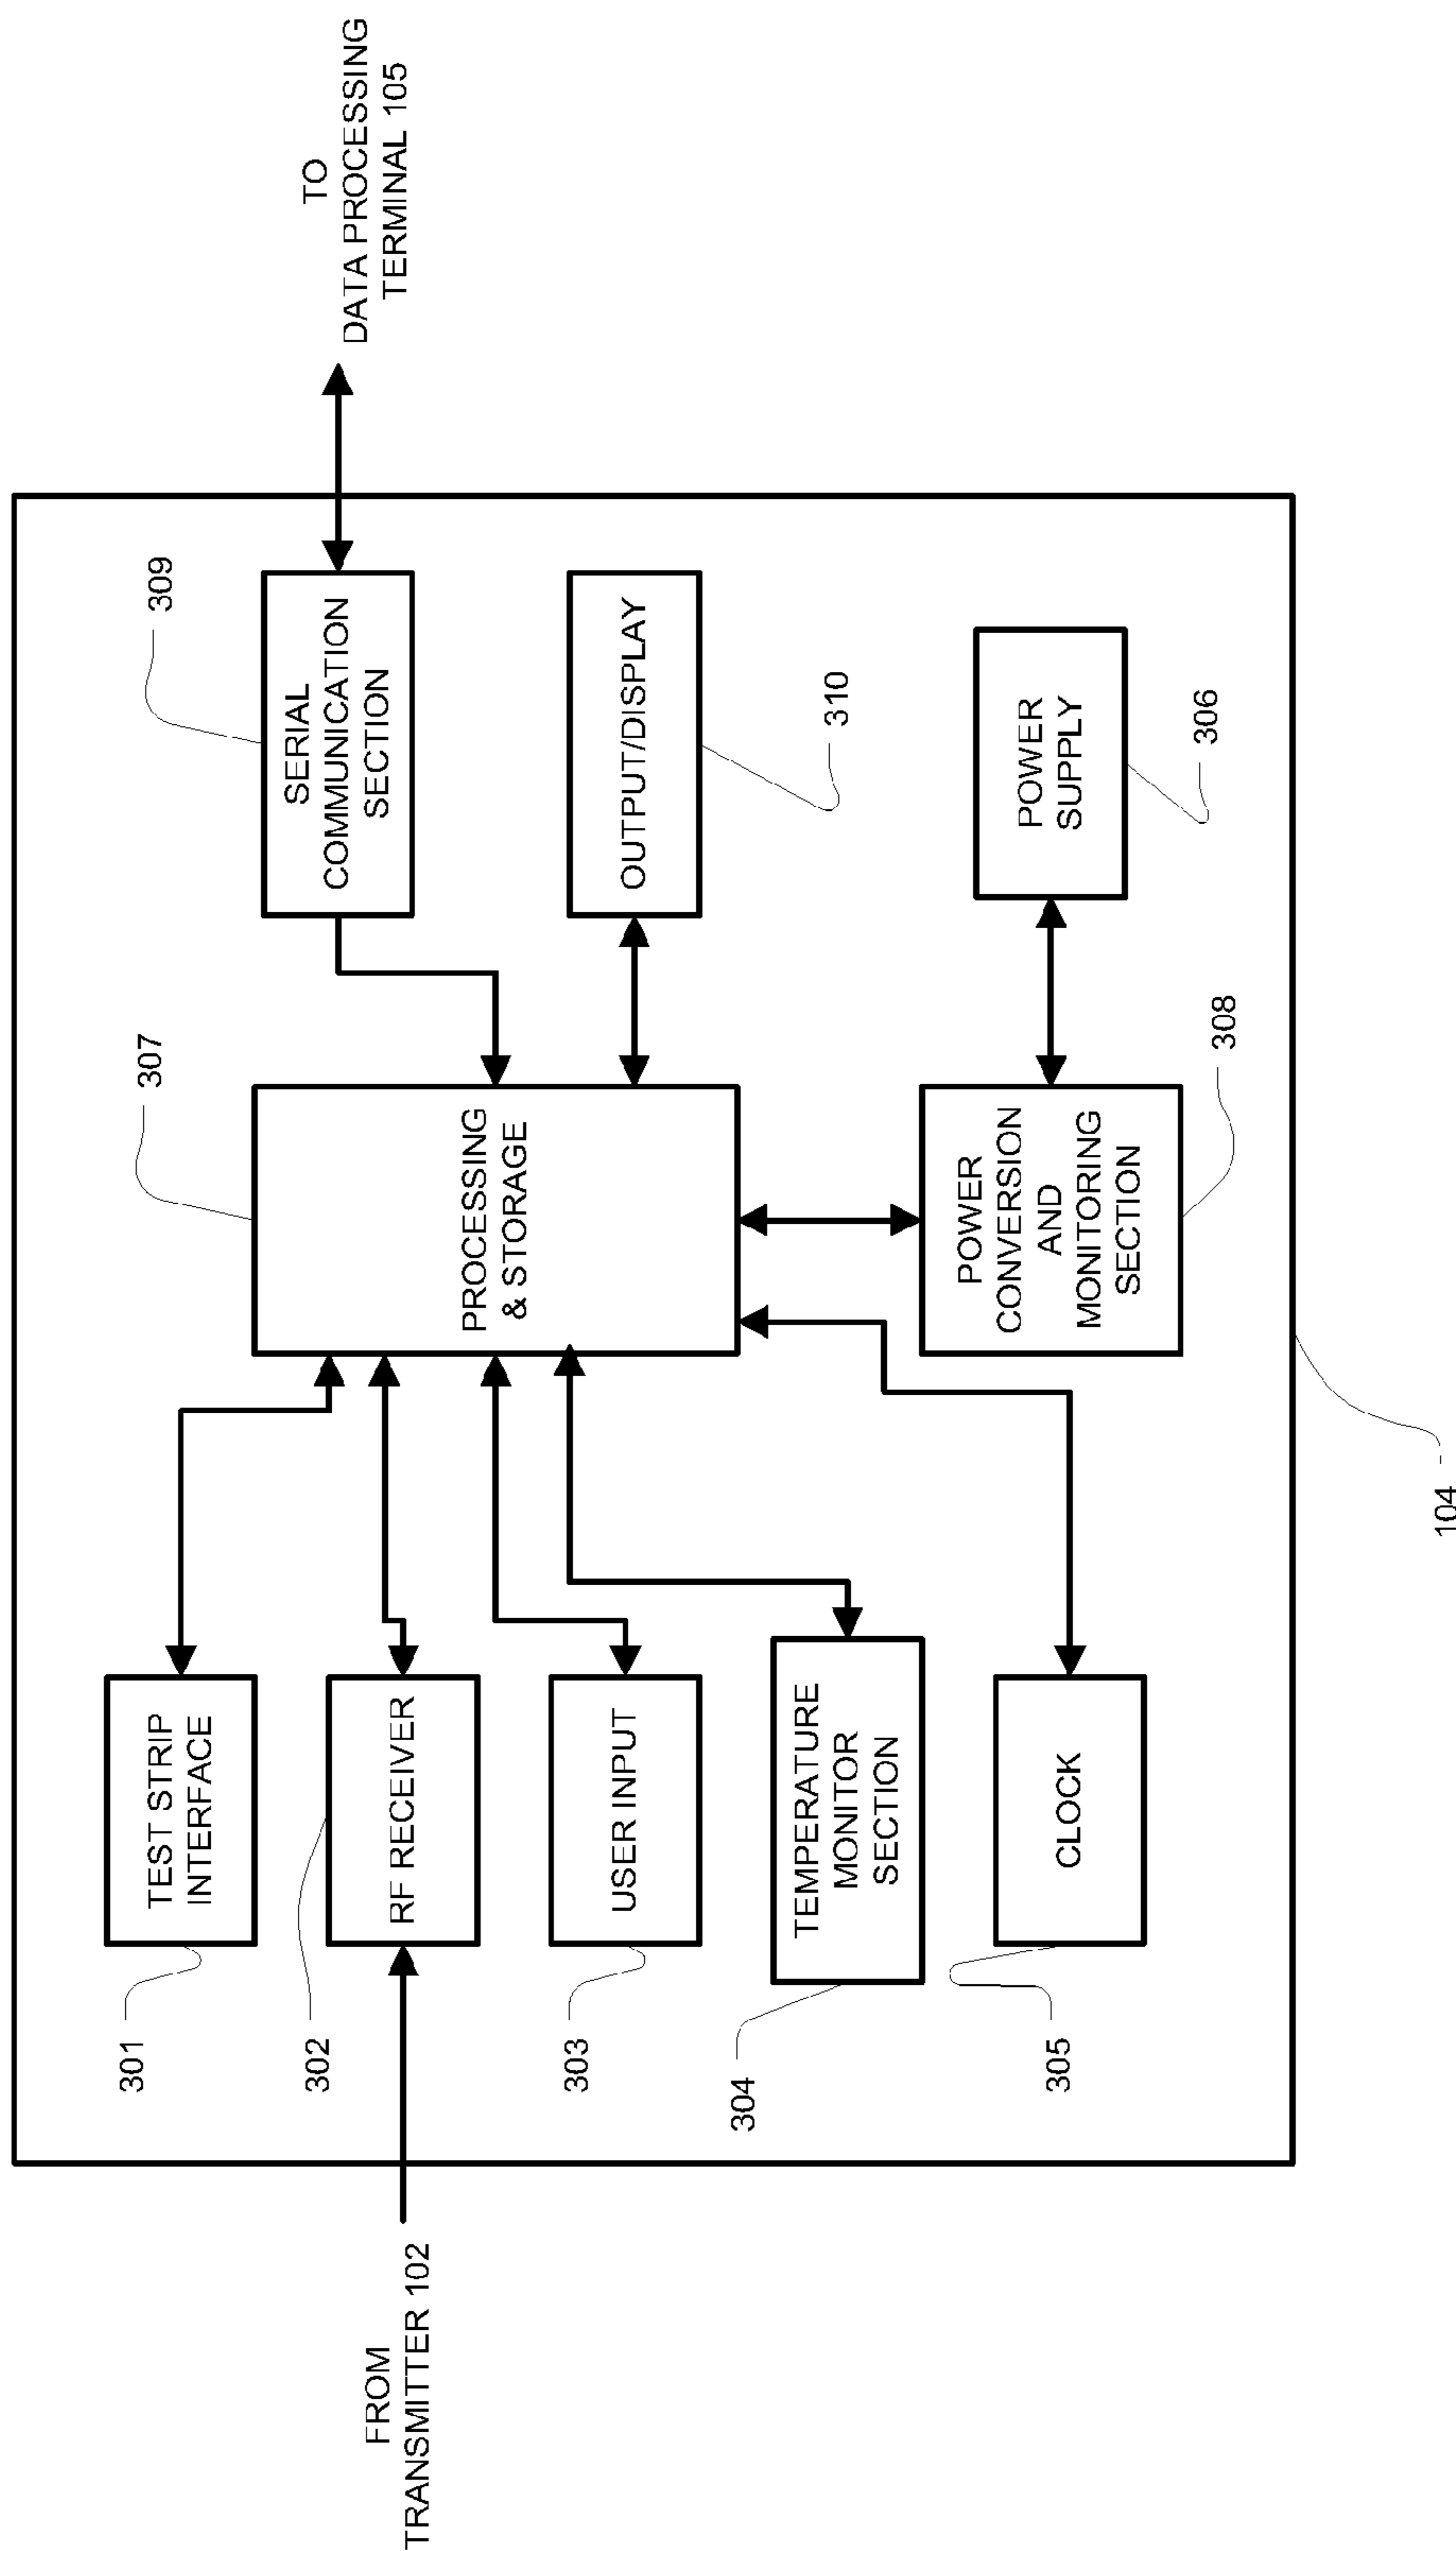 FROM
TRANSMITTER 102
301
TEST STRIP
INTERFACE
302
RF RECEIVER
303
USER INPUT
304
TEMPERATURE
MONITOR
SECTION
305
CLOCK
307
PROCESSING
& STORAGE
308
POWER
CONVERSION
AND
MONITORING
SECTION
309
SERIAL
COMMUNICATION
SECTION
310
OUTPUT/DISPLAY
306
POWER
SUPPLY
TO
DATA PROCESSING
TERMINAL 105
104